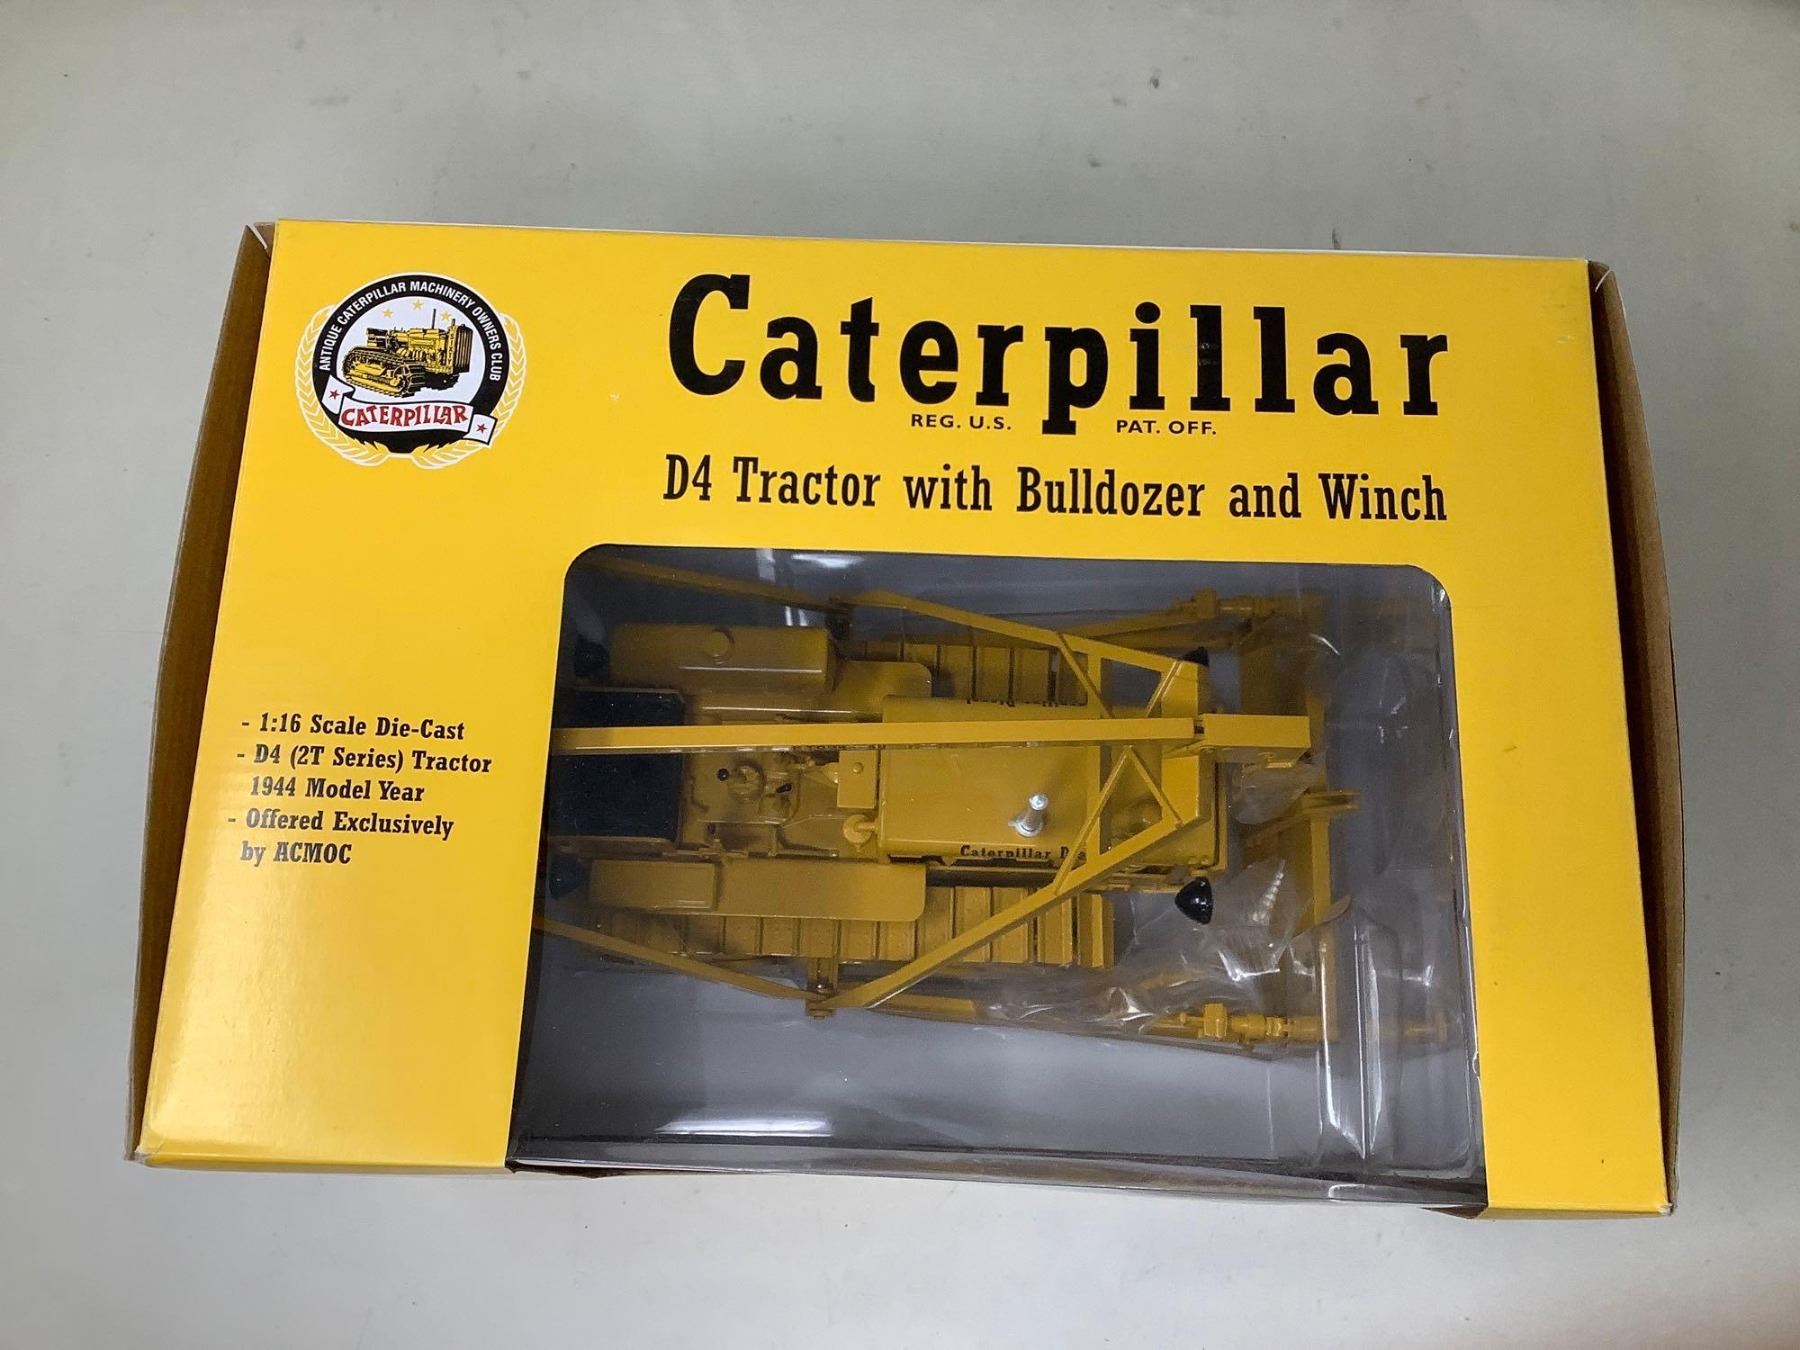 ANTIQUE CATERPILLAR MACHINERY OWNERS CLUB
CATERPILLAR
Caterpillar
REG. U.S. PAT. OFF.
D4 Tractor with Bulldozer and Winch
- 1:16 Scale Die-Cast
- D4 (2T Series) Tractor
1944 Model Year
- Offered Exclusively
by ACMOC
Caterpillar